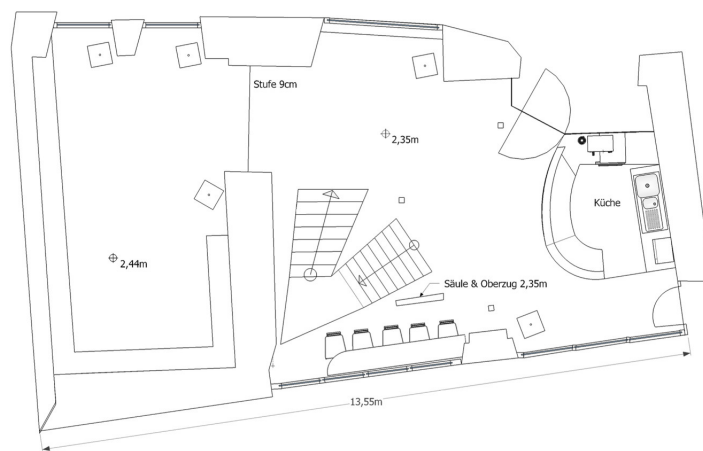 Stufe 9cm
2,35m
Küche
2,44m
Säule & Oberzug 2,35m
13,55m